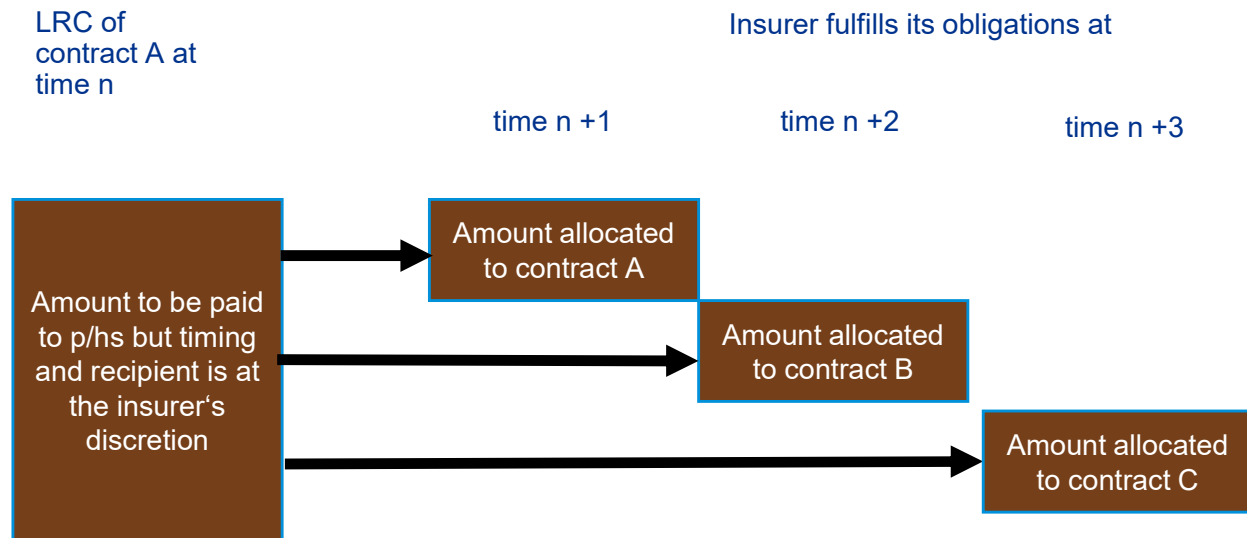 LRC of
contract A at
time n
Insurer fulfills its obligations at
time n +1
time n +2
time n +3
Amount to be paid
to p/hs but timing
and recipient is at
the insurer‘s
discretion
Amount allocated
to contract A
Amount allocated
to contract B
Amount allocated
to contract C